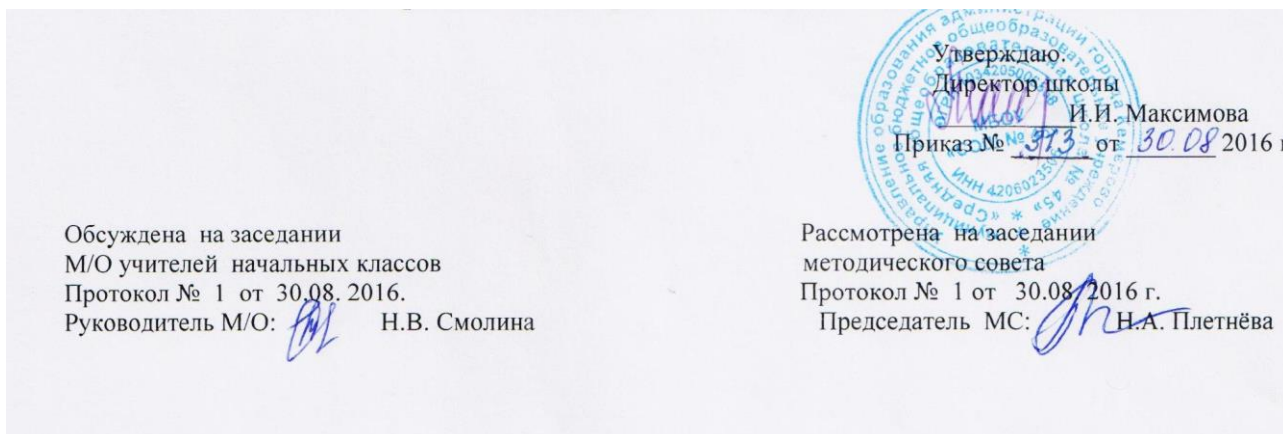 Утверждаю.
Директор школы
И.И. Максимова
Приказ № 373 от 30.08 2016 г
Обсуждена на заседании
М/О учителей начальных классов
Протокол № 1 от 30.08. 2016.
Руководитель М/О: Н.В. Смолина
Рассмотрена на заседании
методического совета
Протокол № 1 от 30.08 2016 г.
Председатель МС: Н.А. Плетнёва